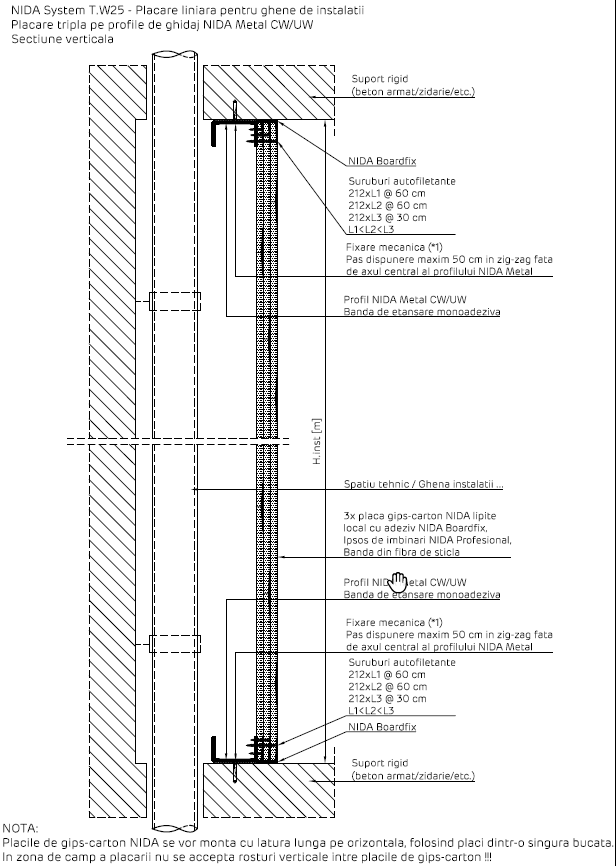 NIDA System T.W25 - Placare liniara pentru ghene de instalatii
Placare tripla pe profile de ghidaj NIDA Metal CW/UW
Sectiune verticala
Suport rigid
(beton armat/zidarie/etc.)
NIDA Boardfix
Suruburi autofiletante
212xL1 @ 60 cm
212xL2 @ 60 cm
212xL3 @ 30 cm
L1<L2<L3
Fixare mecanica (*1)
Pas dispunere maxim 50 cm in zig-zag fata
de axul central al profilului NIDA Metal
Profil NIDA Metal CW/UW
Banda de etansare monoadeziva
H.inst [m]
Spatiu tehnic / Ghena instalatii ...
3x placa gips-carton NIDA lipite
local cu adeziv NIDA Boardfix,
Ipsos de imbinari NIDA Profesional,
Banda din fibra de sticla
Profil etal CW/UW
Banda de etansare monoadeziva
Fixare mecanica (*1)
Pas dispunere maxim 50 cm in zig-zag fata
de axul central al profilului NIDA Metal
Suruburi autofiletante
212xL1 @ 60 cm
212xL2 @ 60 cm
212xL3 @ 30 cm
L1<L2<L3
NIDA Boardfix
Suport rigid
(beton armat/zidarie/etc.)
NOTA:
Placile de gips-carton NIDA se vor monta cu latura lunga pe orizontala, folosind placi dintr-o singura bucata.
In zona de camp a placarii nu se accepta rosturi verticale intre placile de gips-carton !!!